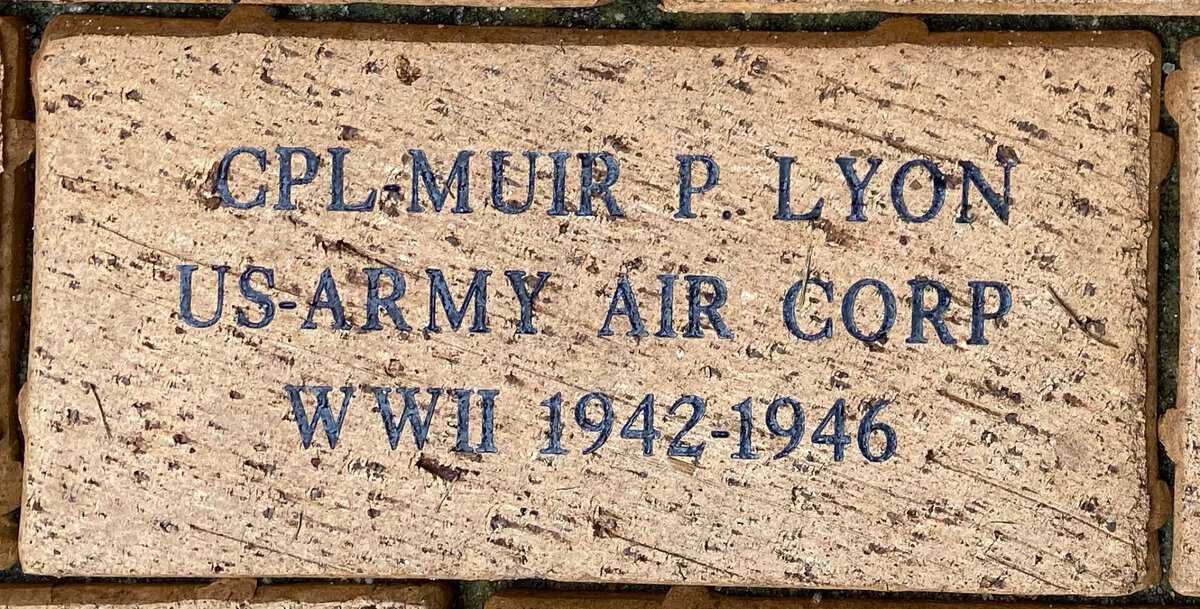 CPL-MUIR P. LYON
US-ARMY AIR CORP
WWII 1942-1946